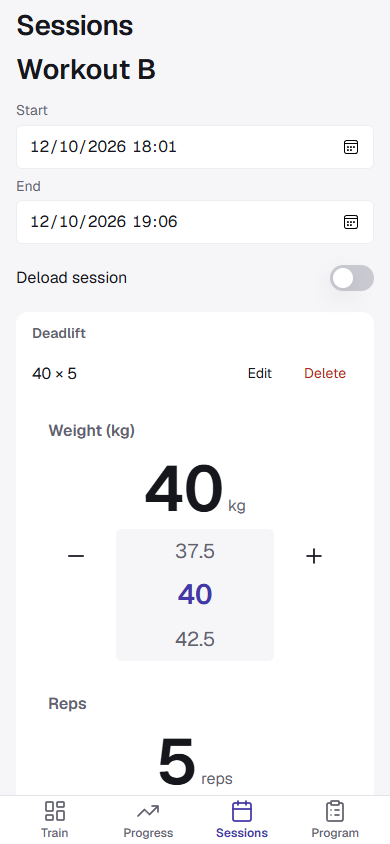 Sessions
Workout B
Start
12/10/2026 18:01
End
12/10/2026 19:06
Deload session
Deadlift
40 × 5 Edit Delete
Weight (kg)
40 kg
37.5
− 40 +
42.5
Reps
5 reps
Train Progress Sessions Program